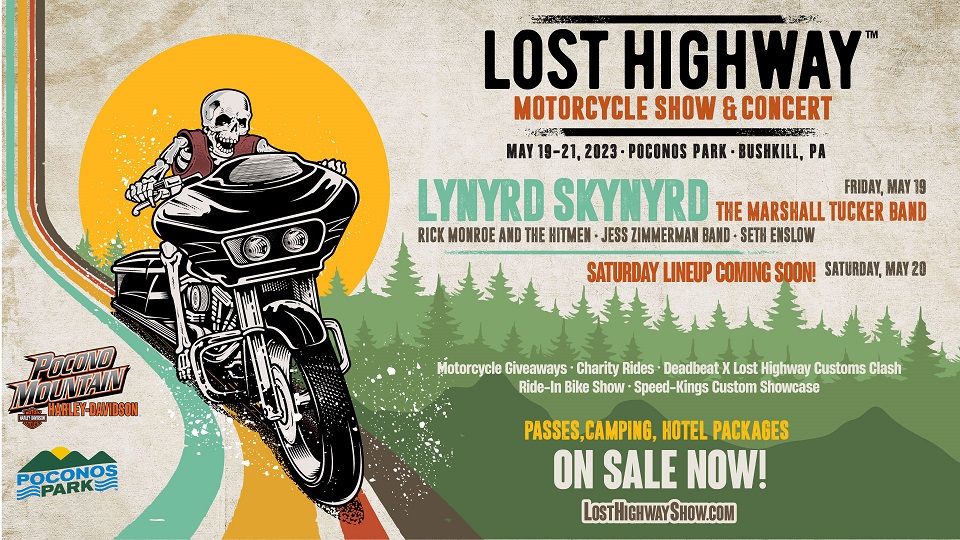 LOST HIGHWAY™
MOTORCYCLE SHOW & CONCERT
MAY 19-21, 2023 · POCONOS PARK · BUSHKILL, PA
LYNYRD SKYNYRD
FRIDAY, MAY 19
THE MARSHALL TUCKER BAND
RICK MONROE AND THE HITMEN · JESS ZIMMERMAN BAND · SETH ENSLOW
SATURDAY LINEUP COMING SOON! SATURDAY, MAY 20
Motorcycle Giveaways · Charity Rides · Deadbeat X Lost Highway Customs Clash
Ride-In Bike Show · Speed-Kings Custom Showcase
PASSES,CAMPING, HOTEL PACKAGES
ON SALE NOW!
LOSTHIGHWAYSHOW.COM
POCONO
MOUNTAIN
HARLEY-DAVIDSON
POCONOS
PARK